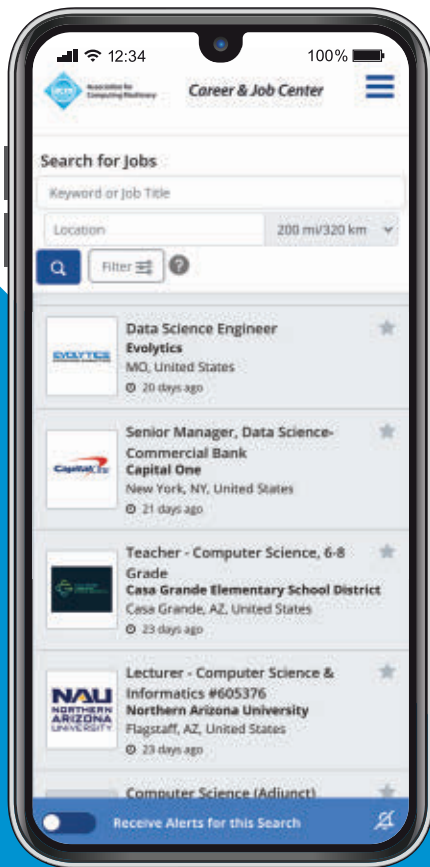 12:34
100%
acm
Association for
Computing Machinery
Career & Job Center
Search for Jobs
Keyword or Job Title
Location
200 mi/320 km
Filter
?
Data Science Engineer
EVOLYTICS
Evolytics
MO, United States
20 days ago
Senior Manager, Data Science-
Commercial Bank
Capital One
Capital One
New York, NY, United States
21 days ago
Teacher - Computer Science, 6-8
Grade
Casa Grande Elementary School District
Casa Grande, AZ, United States
23 days ago
Lecturer - Computer Science &
Informatics #605376
NAU
NORTHERN
ARIZONA
UNIVERSITY
Northern Arizona University
Flagstaff, AZ, United States
23 days ago
Computer Science (Adjunct)
Receive Alerts for this Search